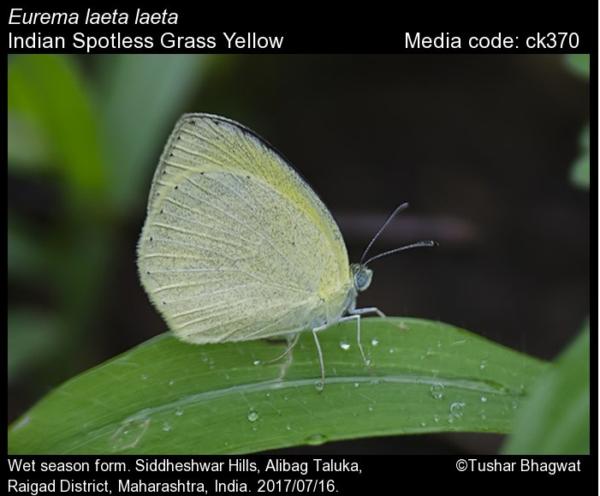 Eurema laeta laeta
Indian Spotless Grass Yellow Media code: ck370
Wet season form. Siddheshwar Hills, Alibag Taluka, ©Tushar Bhagwat
Raigad District, Maharashtra, India. 2017/07/16.